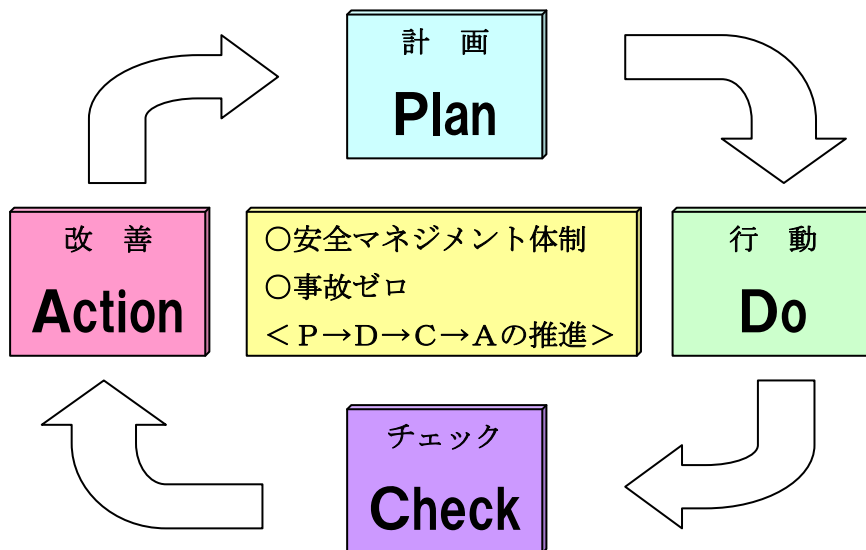 計　画
Plan
改　善
Action
○安全マネジメント体制
○事故ゼロ
＜Ｐ→Ｄ→Ｃ→Ａの推進＞
行　動
Do
チェック
Check